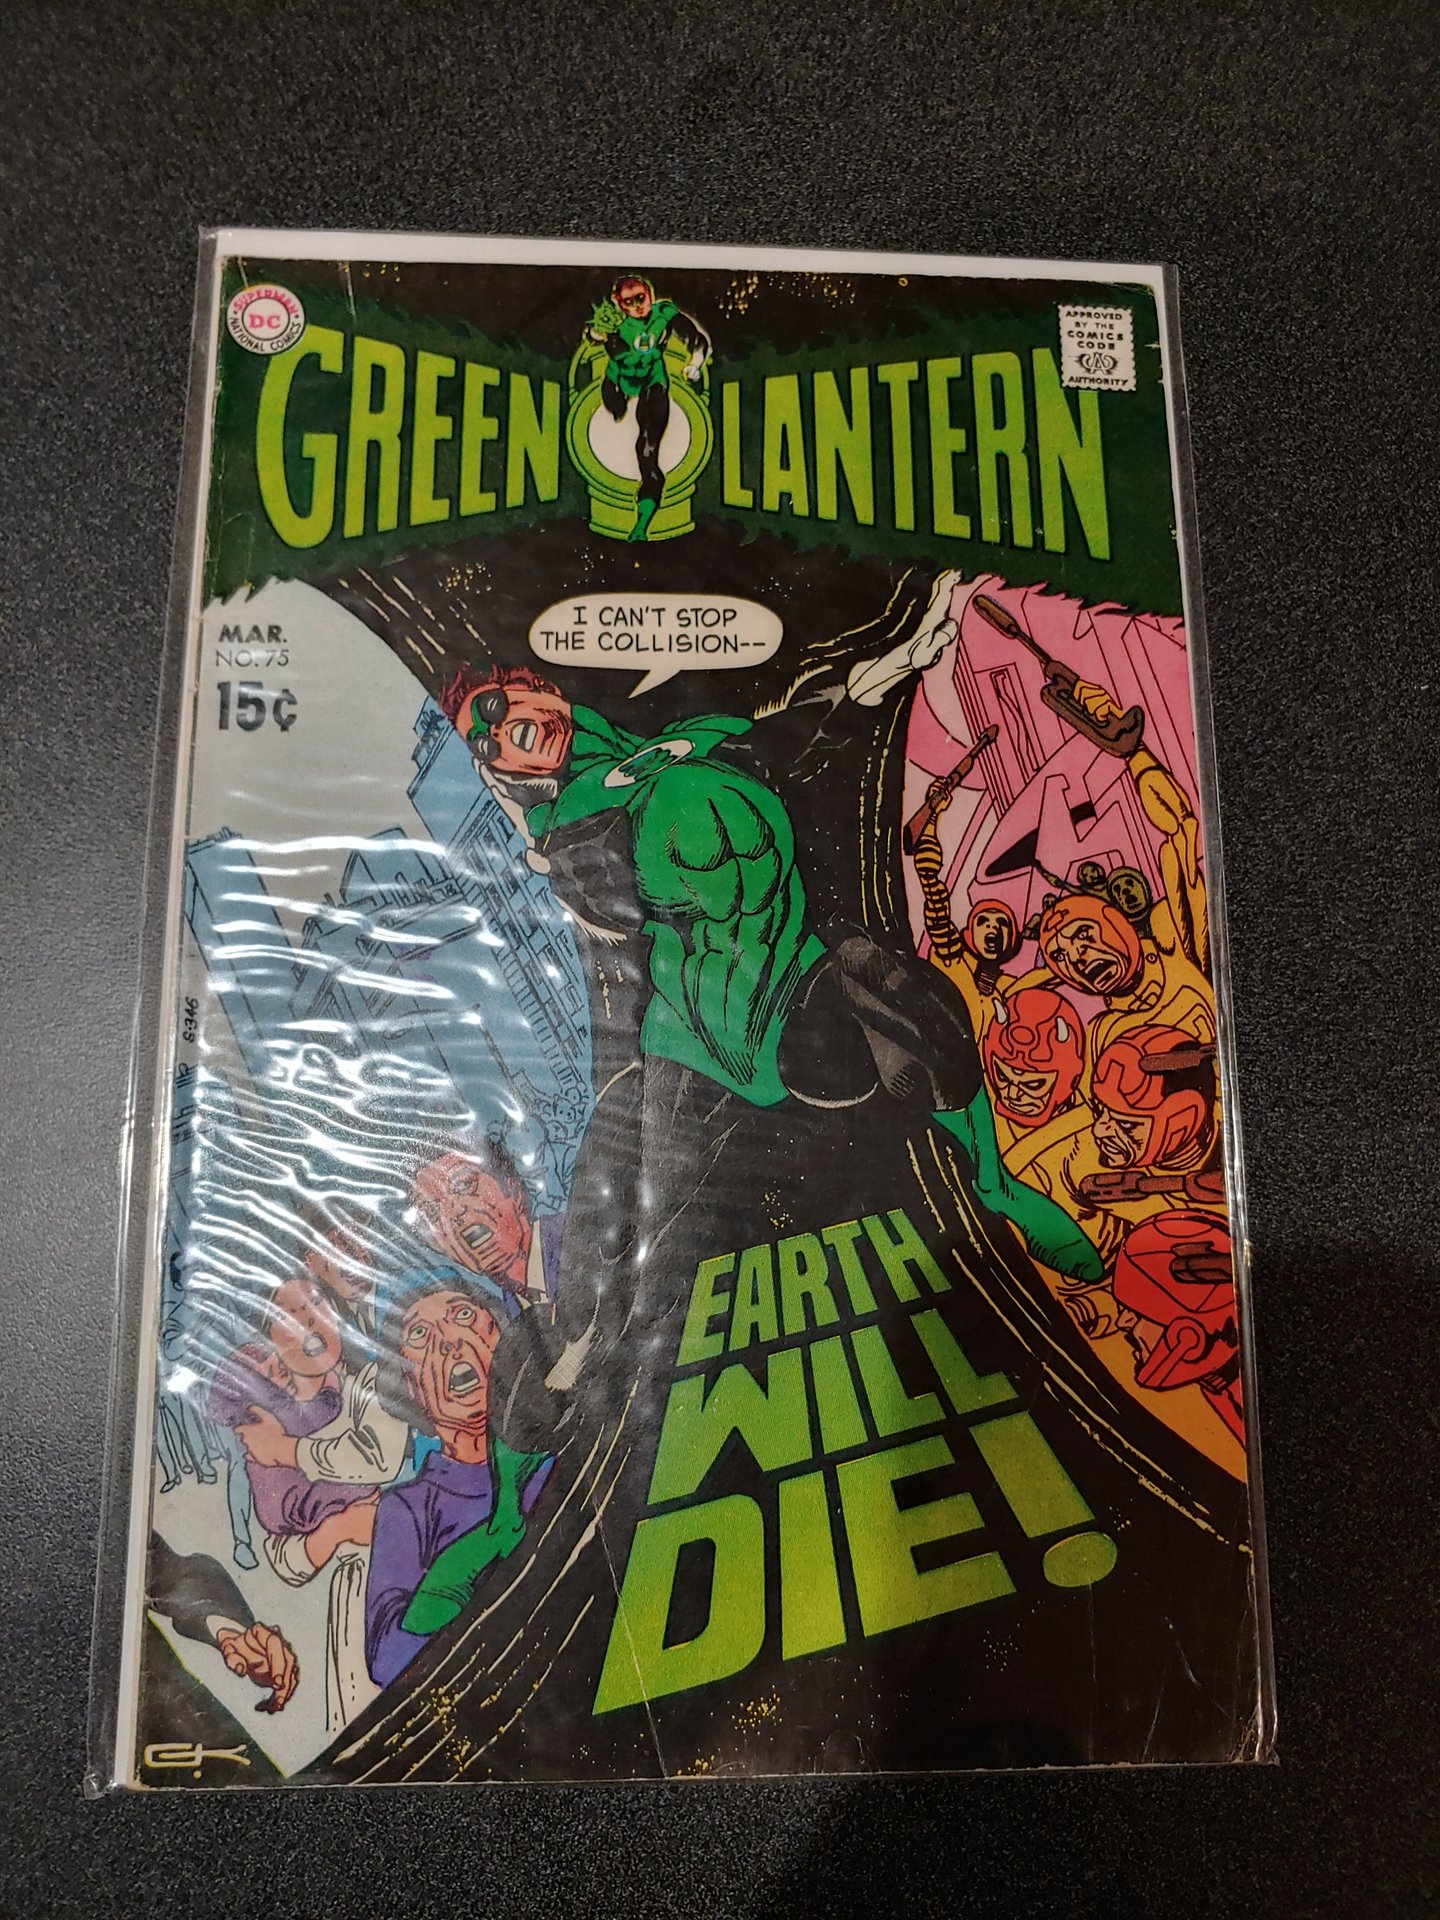 SUPERMAN
DC
NATIONAL COMICS
GREEN LANTERN
APPROVED
BY THE
COMICS
CODE
CA
AUTHORITY
MAR.
NO. 75
15¢
I CAN'T STOP
THE COLLISION--
EARTH
WILL
DIE!
GK